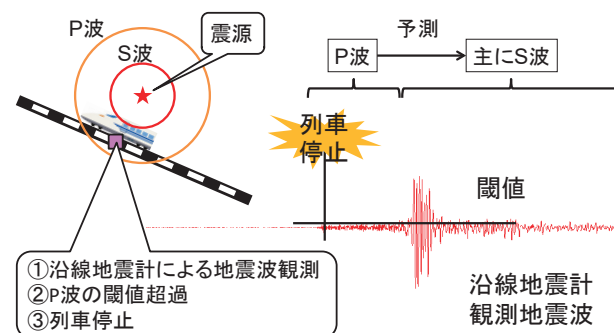 P波
S波
震源
予測
P波
主にS波
列車
停止
閾値
①沿線地震計による地震波観測
②P波の閾値超過
③列車停止
沿線地震計
観測地震波